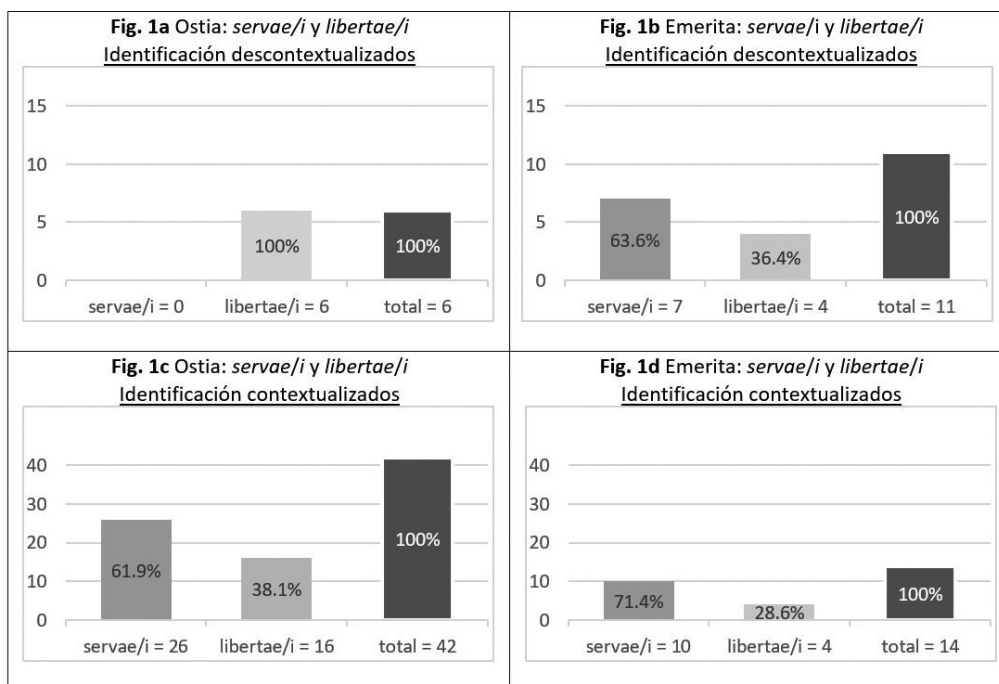 Fig. 1a Ostia: servae/i y libertae/i
Identificación descontextualizados
15
10
5
0
100%
100%
servae/i = 0 libertae/i = 6 total = 6
Fig. 1b Emerita: servae/i y libertae/i
Identificación descontextualizados
15
10
5
0
63.6%
36.4%
100%
servae/i = 7 libertae/i = 4 total = 11
Fig. 1c Ostia: servae/i y libertae/i
Identificación contextualizados
40
30
20
10
0
61.9%
38.1%
100%
servae/i = 26 libertae/i = 16 total = 42
Fig. 1d Emerita: servae/i y libertae/i
Identificación contextualizados
40
30
20
10
0
71.4%
28.6%
100%
servae/i = 10 libertae/i = 4 total = 14